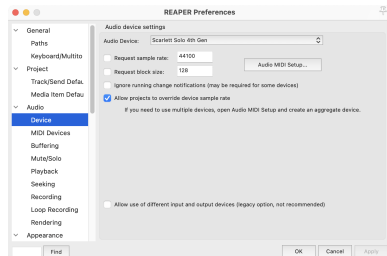 REAPER Preferences
General
Paths
Keyboard/Multito
Project
Track/Send Defau
Media Item Defau
Audio
Device
MIDI Devices
Buffering
Mute/Solo
Playback
Seeking
Recording
Loop Recording
Rendering
Appearance
Find
Audio device settings
Audio Device: Scarlett Solo 4th Gen
Request sample rate: 44100
Audio MIDI Setup...
Request block size: 128
Ignore running change notifications (may be required for some devices)
Allow projects to override device sample rate
If you need to use multiple devices, open Audio MIDI Setup and create an aggregate device.
Allow use of different input and output devices (legacy option, not recommended)
OK Cancel Apply